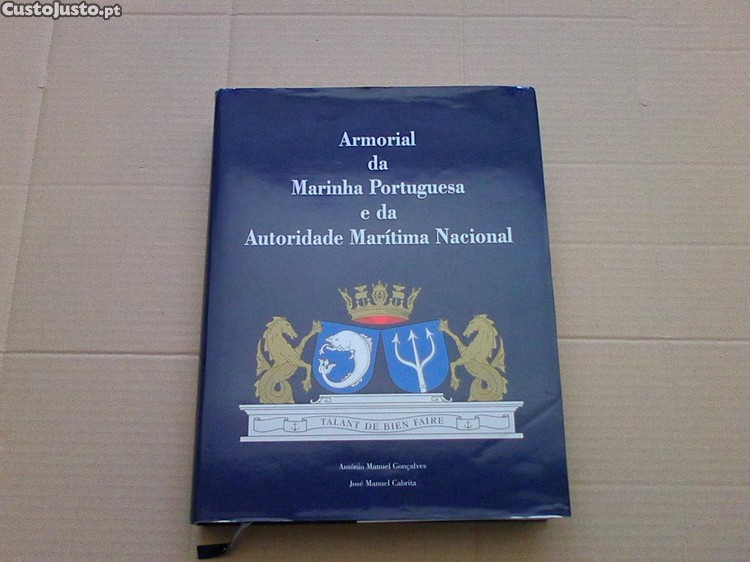 CustoJusto.pt
Armorial
da
Marinha Portuguesa
e da
Autoridade Marítima Nacional
TALANT DE BIEN FAIRE
António Manuel Gonçalves
José Manuel Cabrita